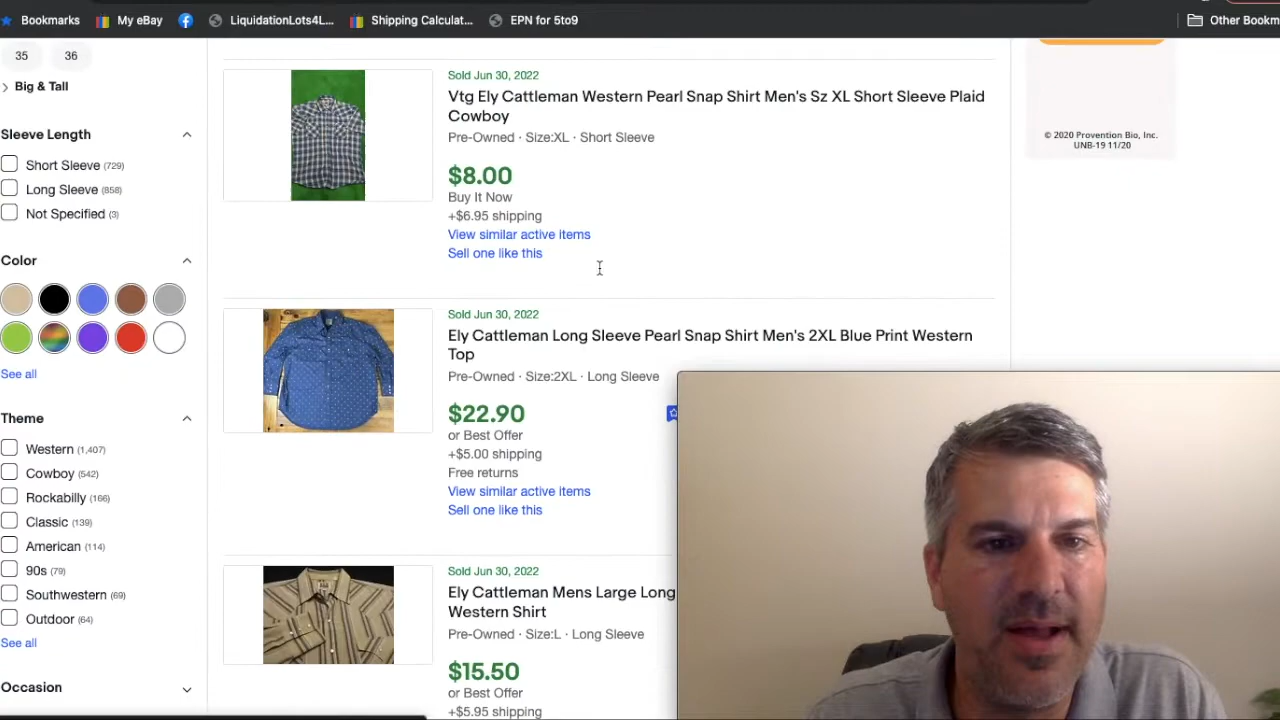 Bookmarks
My eBay
LiquidationLots4L...
Shipping Calculat...
EPN for 5to9
Other Bookm
35
36
Big & Tall
Sleeve Length
Short Sleeve (729)
Long Sleeve (858)
Not Specified (3)
Color
See all
Theme
Western (1,407)
Cowboy (542)
Rockabilly (166)
Classic (139)
American (114)
90s (79)
Southwestern (69)
Outdoor (64)
See all
Occasion
Sold Jun 30, 2022
Vtg Ely Cattleman Western Pearl Snap Shirt Men's Sz XL Short Sleeve Plaid
Cowboy
Pre-Owned · Size:XL · Short Sleeve
$8.00
Buy It Now
+$6.95 shipping
View similar active items
Sell one like this
Sold Jun 30, 2022
Ely Cattleman Long Sleeve Pearl Snap Shirt Men's 2XL Blue Print Western
Top
Pre-Owned · Size:2XL · Long Sleeve
$22.90
or Best Offer
+$5.00 shipping
Free returns
View similar active items
Sell one like this
Sold Jun 30, 2022
Ely Cattleman Mens Large Long
Western Shirt
Pre-Owned · Size:L · Long Sleeve
$15.50
or Best Offer
+$5.95 shipping
© 2020 Provention Bio, Inc.
UNB-19 11/20